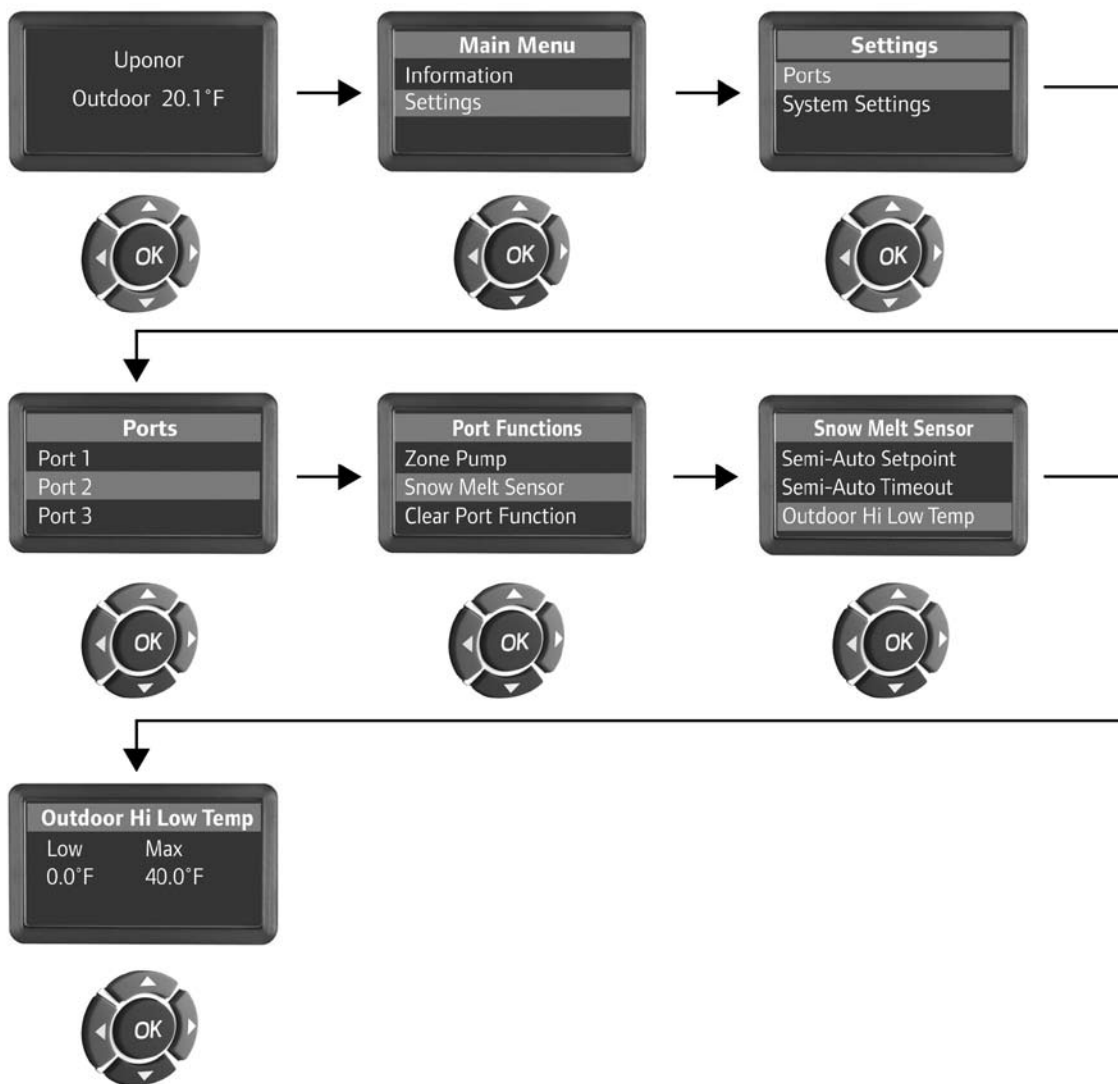 Uponor
Outdoor 20.1°F
Main Menu
Information
Settings
Settings
Ports
System Settings
OK
OK
OK
Ports
Port 1
Port 2
Port 3
Port Functions
Zone Pump
Snow Melt Sensor
Clear Port Function
Snow Melt Sensor
Semi-Auto Setpoint
Semi-Auto Timeout
Outdoor Hi Low Temp
OK
OK
OK
Outdoor Hi Low Temp
Low Max
0.0°F 40.0°F
OK